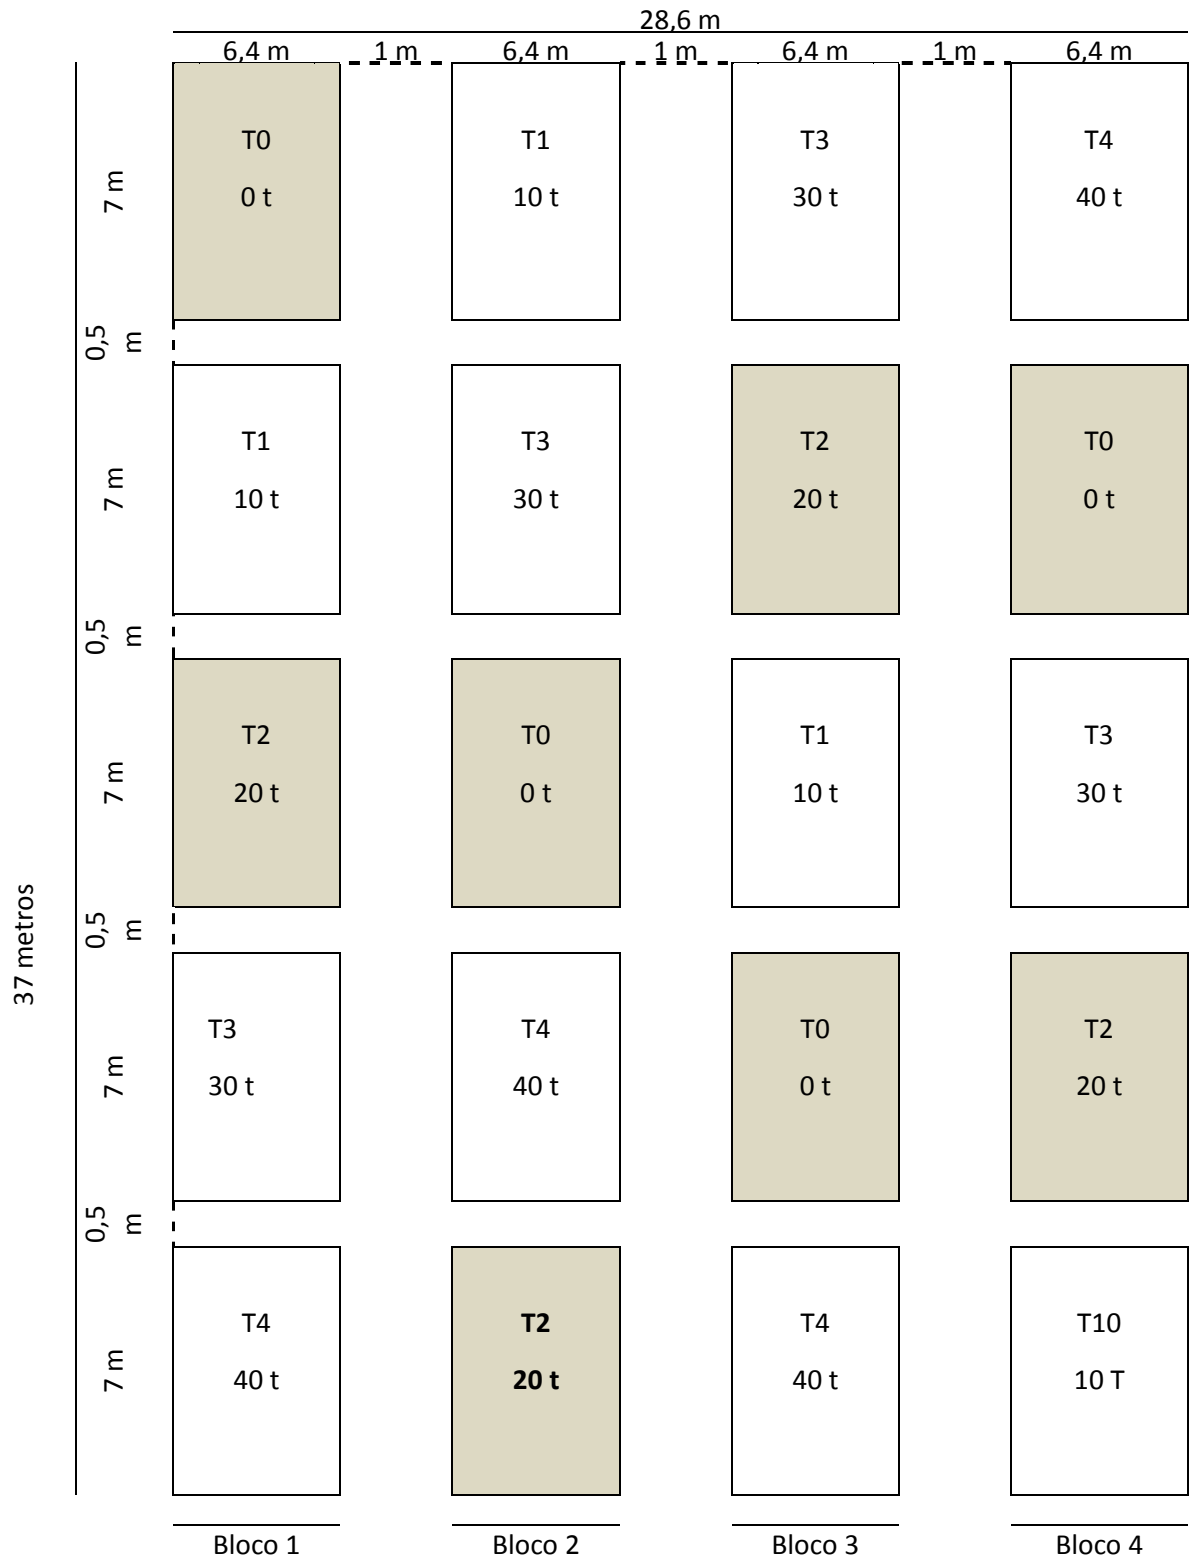 28,6 m
6,4 m 1 m 6,4 m 1 m 6,4 m 1 m 6,4 m
7 m
T0 T1 T3 T4
0 t 10 t 30 t 40 t
0,5
m
7 m
T1 T3 T2 T0
10 t 30 t 20 t 0 t
0,5
m
7 m
T2 T0 T1 T3
20 t 0 t 10 t 30 t
37 metros
0,5
m
7 m
T3 T4 T0 T2
30 t 40 t 0 t 20 t
0,5
m
7 m
T4 T2 T4 T10
40 t 20 t 40 t 10 T
Bloco 1 Bloco 2 Bloco 3 Bloco 4